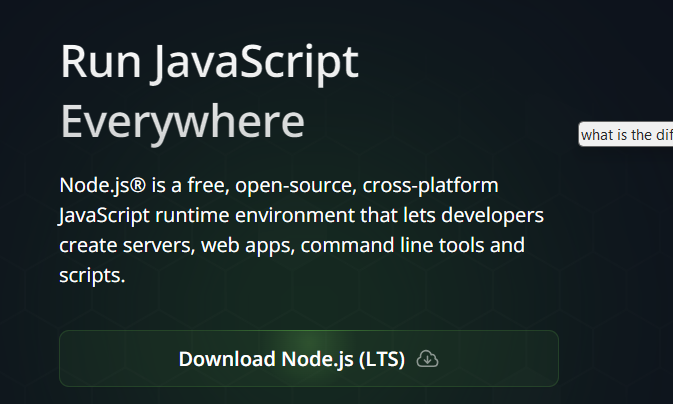 Run JavaScript
Everywhere
what is the dif
Node.js® is a free, open-source, cross-platform
JavaScript runtime environment that lets developers
create servers, web apps, command line tools and
scripts.
Download Node.js (LTS)